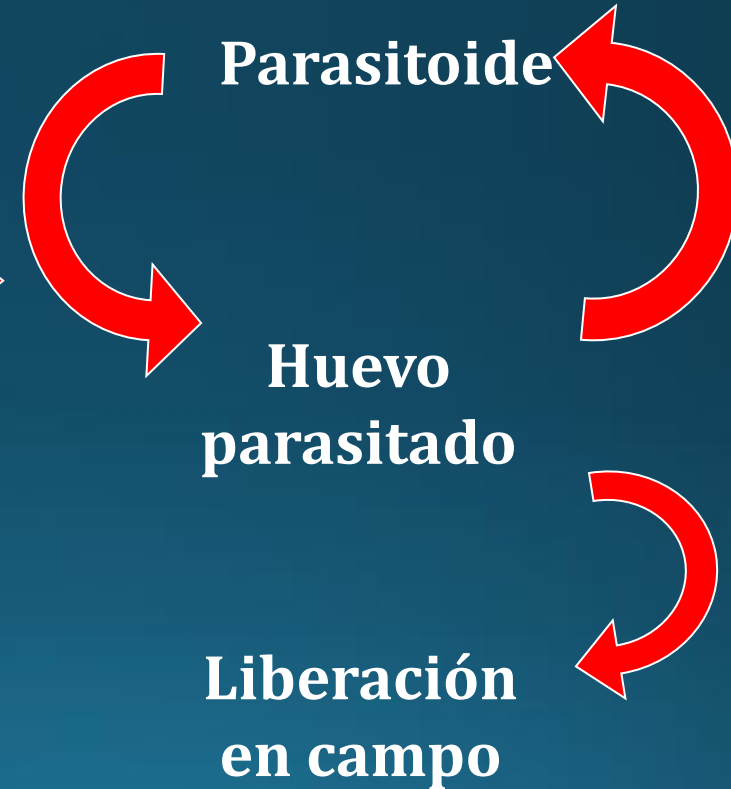 Parasitoide
Huevo
parasitado
Liberación
en campo